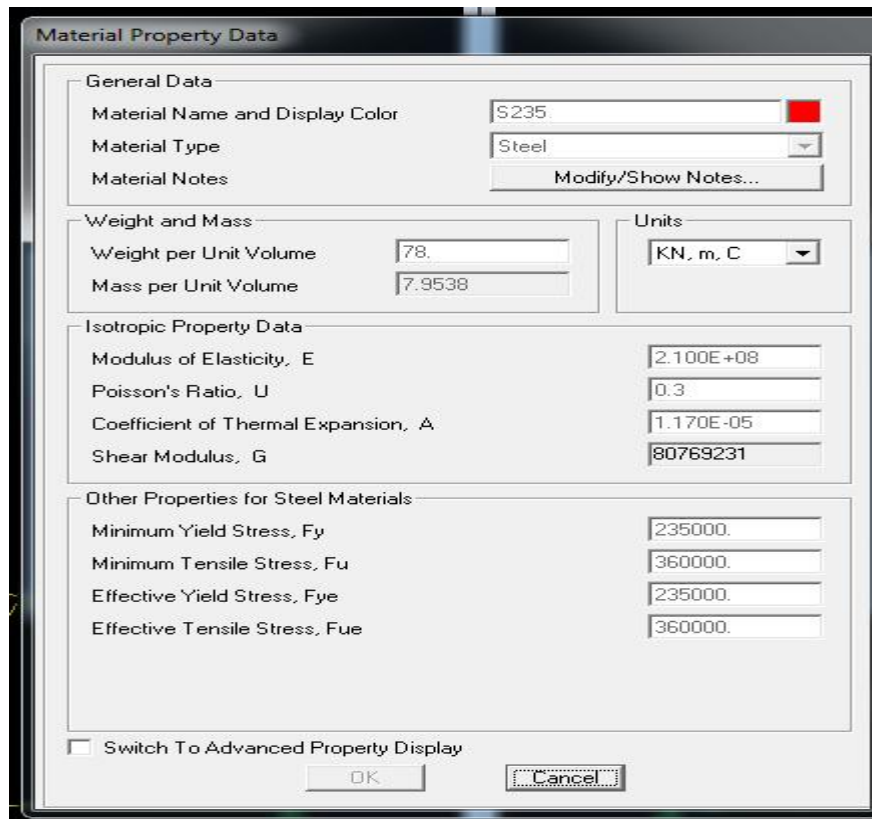 Material Property Data
General Data
Material Name and Display Color S235
Material Type Steel
Material Notes Modify/Show Notes...
Weight and Mass Units
Weight per Unit Volume 78. KN, m, C
Mass per Unit Volume 7.9538
Isotropic Property Data
Modulus of Elasticity, E 2.100E+08
Poisson's Ratio, U 0.3
Coefficient of Thermal Expansion, A 1.170E-05
Shear Modulus, G 80769231
Other Properties for Steel Materials
Minimum Yield Stress, Fy 235000.
Minimum Tensile Stress, Fu 360000.
Effective Yield Stress, Fye 235000.
Effective Tensile Stress, Fue 360000.
Switch To Advanced Property Display
OK Cancel